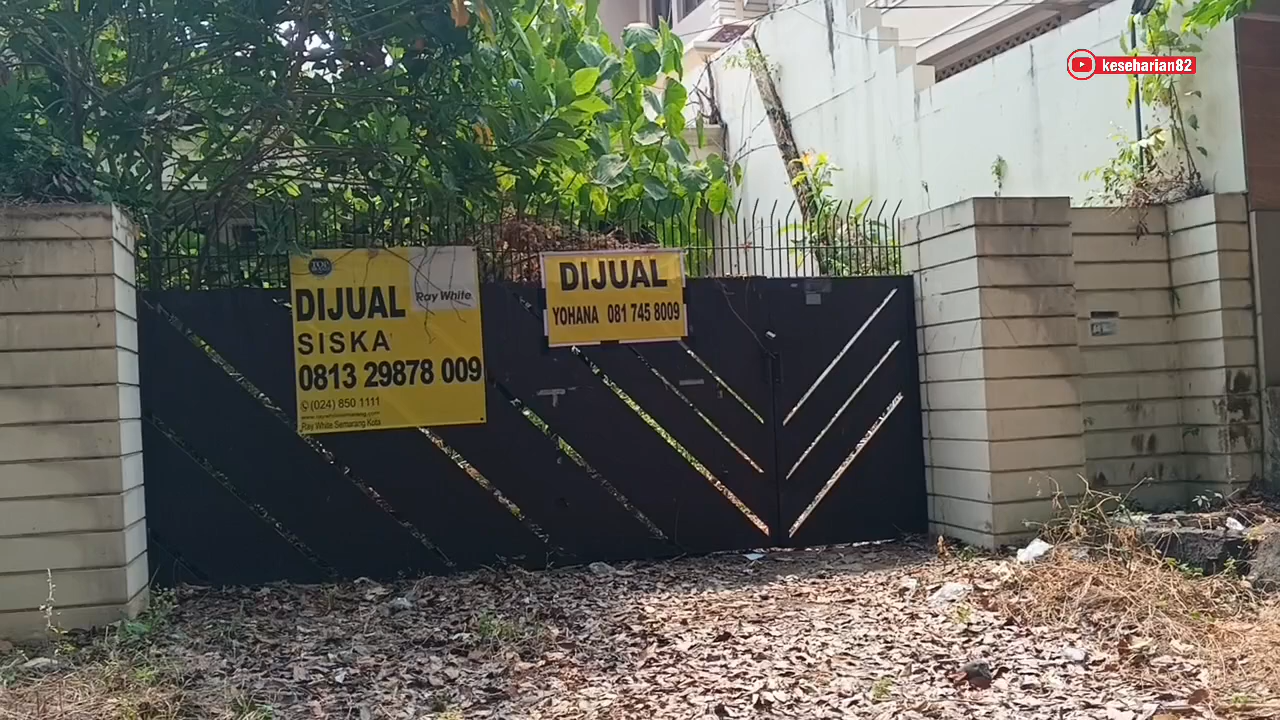 keseharian82
Ray White
DIJUAL
SISKA
0813 29878 009
(024) 850 1111
Ray White Semarang Kota
DIJUAL
YOHANA 081 745 8009